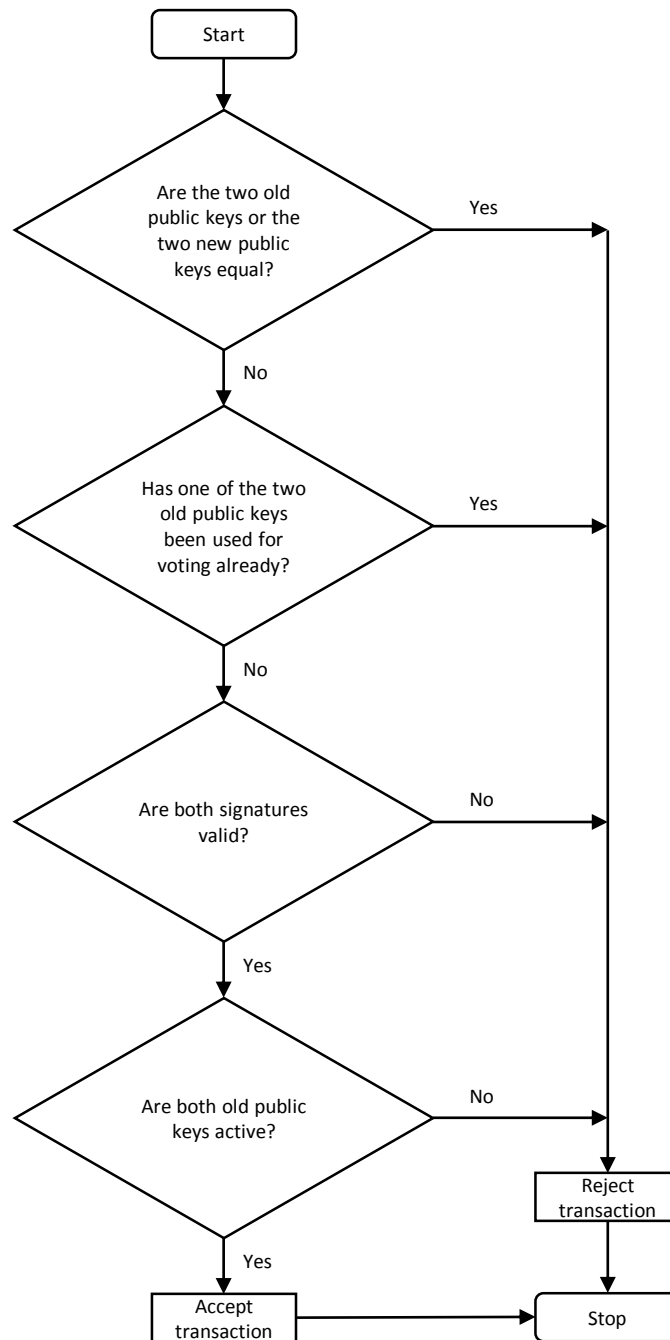 Start
Are the two old
public keys or the
two new public
keys equal?
Yes
No
Has one of the two
old public keys
been used for
voting already?
Yes
No
Are both signatures
valid?
No
Yes
Are both old public
keys active?
No
Yes
Reject
transaction
Accept
transaction
Stop